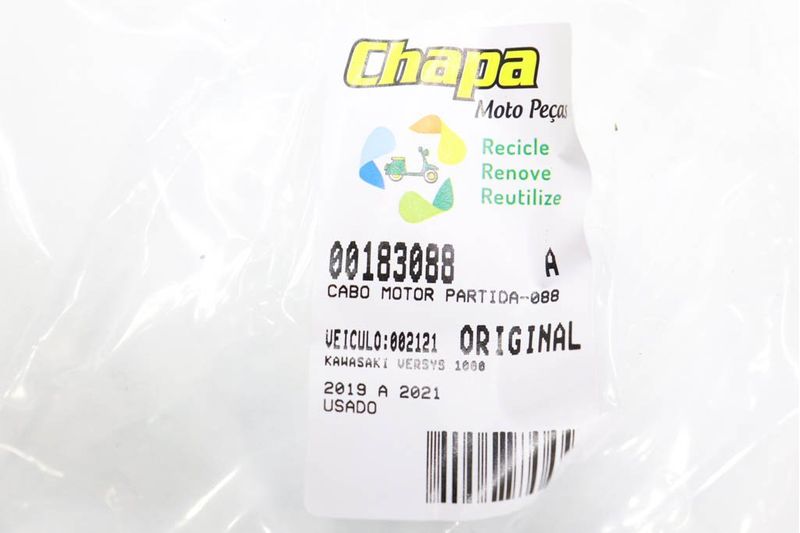 Chapa
Moto Peças
Recicle
Renove
Reutilize
00183088 A
CABO MOTOR PARTIDA-088
VEICULO:002121 ORIGINAL
KAWASAKI VERSYS 1000
2019 A 2021
USADO